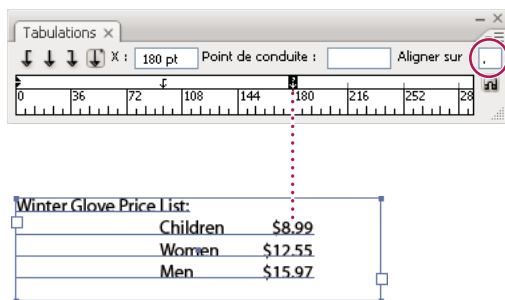 Tabulations
X : 180 pt Point de conduite : Aligner sur .
0 36 72 108 144 180 216 252 28
Winter Glove Price List:
Children $8.99
Women $12.55
Men $15.97